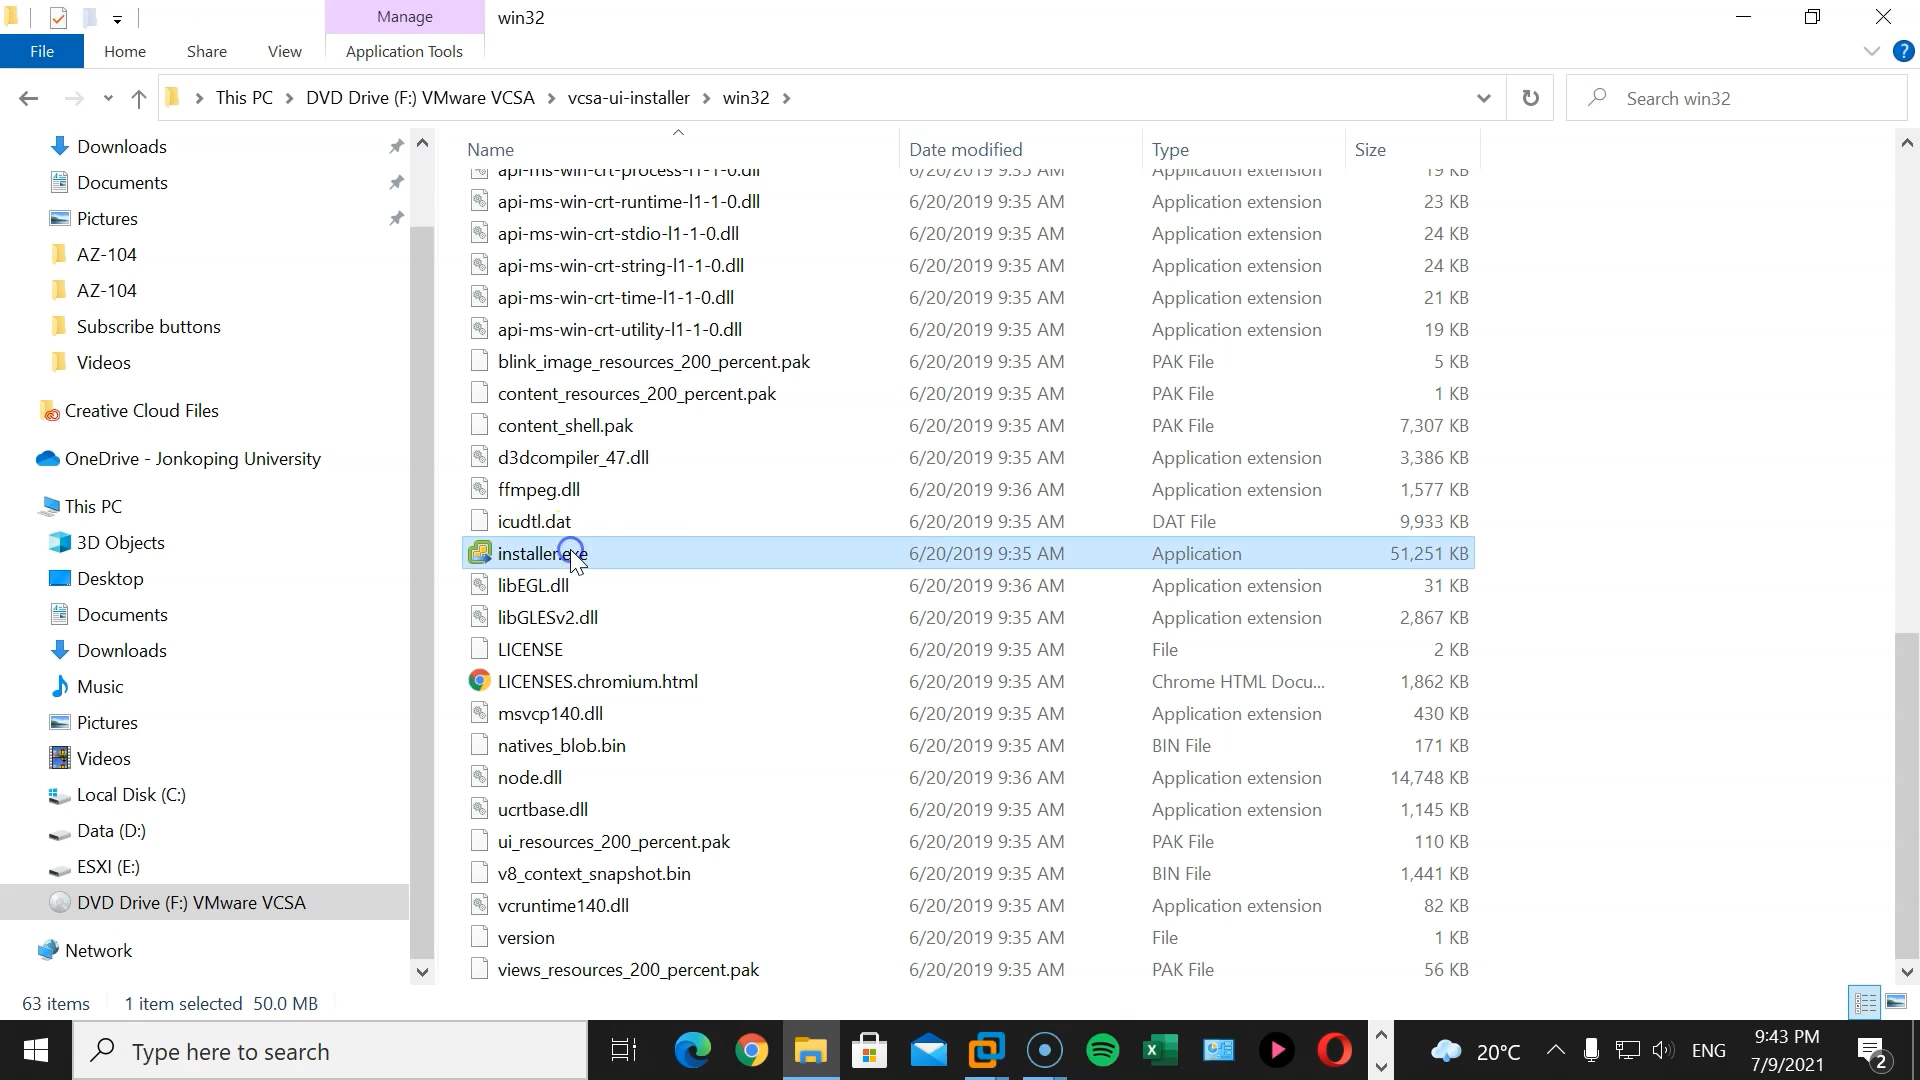 Manage
win32
File
Home
Share
View
Application Tools
?
This PC
DVD Drive (F:) VMware VCSA
vcsa-ui-installer
win32
Search win32
Downloads
Documents
Pictures
AZ-104
AZ-104
Subscribe buttons
Videos
Creative Cloud Files
OneDrive - Jonkoping University
This PC
3D Objects
Desktop
Documents
Downloads
Music
Pictures
Videos
Local Disk (C:)
Data (D:)
ESXI (E:)
DVD Drive (F:) VMware VCSA
Network
Name Date modified Type Size
api-ms-win-crt-process-l1-1-0.dll 6/20/2019 9:35 AM Application extension 19 KB
api-ms-win-crt-runtime-l1-1-0.dll 6/20/2019 9:35 AM Application extension 23 KB
api-ms-win-crt-stdio-l1-1-0.dll 6/20/2019 9:35 AM Application extension 24 KB
api-ms-win-crt-string-l1-1-0.dll 6/20/2019 9:35 AM Application extension 24 KB
api-ms-win-crt-time-l1-1-0.dll 6/20/2019 9:35 AM Application extension 21 KB
api-ms-win-crt-utility-l1-1-0.dll 6/20/2019 9:35 AM Application extension 19 KB
blink_image_resources_200_percent.pak 6/20/2019 9:35 AM PAK File 5 KB
content_resources_200_percent.pak 6/20/2019 9:35 AM PAK File 1 KB
content_shell.pak 6/20/2019 9:35 AM PAK File 7,307 KB
d3dcompiler_47.dll 6/20/2019 9:35 AM Application extension 3,386 KB
ffmpeg.dll 6/20/2019 9:36 AM Application extension 1,577 KB
icudtl.dat 6/20/2019 9:35 AM DAT File 9,933 KB
installer.exe 6/20/2019 9:35 AM Application 51,251 KB
libEGL.dll 6/20/2019 9:36 AM Application extension 31 KB
libGLESv2.dll 6/20/2019 9:35 AM Application extension 2,867 KB
LICENSE 6/20/2019 9:35 AM File 2 KB
LICENSES.chromium.html 6/20/2019 9:35 AM Chrome HTML Docu... 1,862 KB
msvcp140.dll 6/20/2019 9:35 AM Application extension 430 KB
natives_blob.bin 6/20/2019 9:35 AM BIN File 171 KB
node.dll 6/20/2019 9:36 AM Application extension 14,748 KB
ucrtbase.dll 6/20/2019 9:35 AM Application extension 1,145 KB
ui_resources_200_percent.pak 6/20/2019 9:35 AM PAK File 110 KB
v8_context_snapshot.bin 6/20/2019 9:35 AM BIN File 1,441 KB
vcruntime140.dll 6/20/2019 9:35 AM Application extension 82 KB
version 6/20/2019 9:35 AM File 1 KB
views_resources_200_percent.pak 6/20/2019 9:35 AM PAK File 56 KB
63 items 1 item selected 50.0 MB
Type here to search
20°C
ENG
9:43 PM
7/9/2021
2